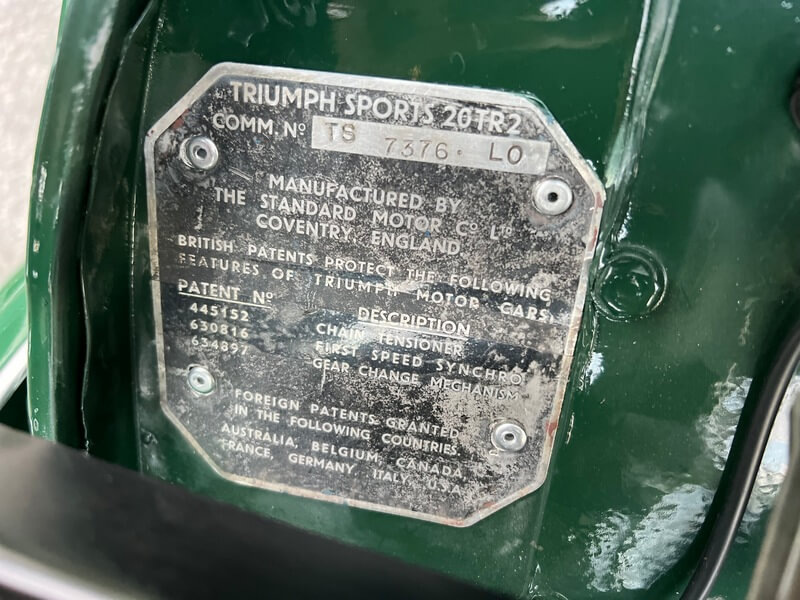 TRIUMPH SPORTS 20TR2
COMM. Nº TS 7376 · LO
MANUFACTURED BY
THE STANDARD MOTOR Cº Lᵀᴰ
COVENTRY, ENGLAND
BRITISH PATENTS PROTECT THE FOLLOWING
FEATURES OF TRIUMPH MOTOR CARS
PATENT Nº DESCRIPTION
445152 CHAIN TENSIONER
630816 FIRST SPEED SYNCHRO
634897 GEAR CHANGE MECHANISM
FOREIGN PATENTS GRANTED
IN THE FOLLOWING COUNTRIES
AUSTRALIA, BELGIUM, CANADA
FRANCE, GERMANY, ITALY, U.S.A.